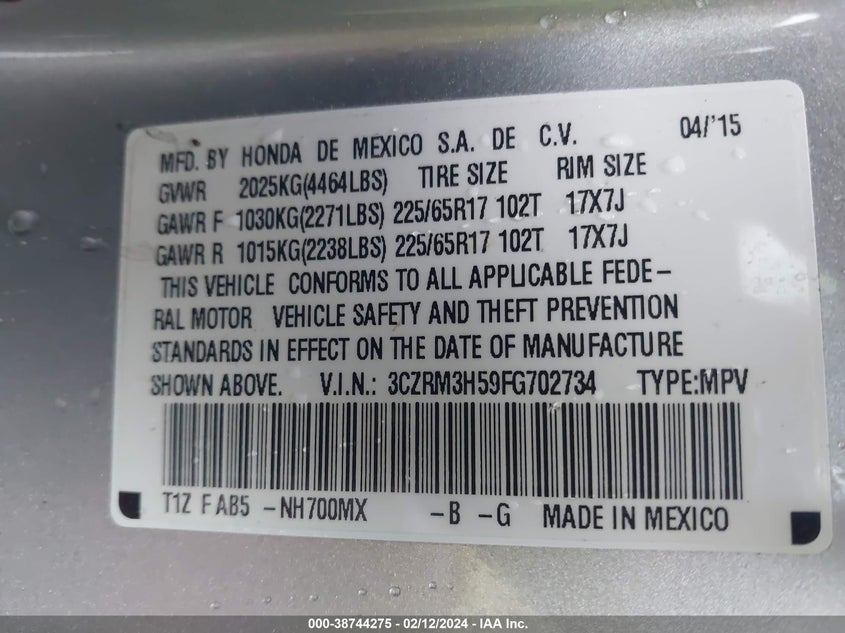 MFD. BY HONDA DE MEXICO S.A. DE C.V. 04/'15
GVWR 2025KG(4464LBS) TIRE SIZE RIM SIZE
GAWR F 1030KG(2271LBS) 225/65R17 102T 17X7J
GAWR R 1015KG(2238LBS) 225/65R17 102T 17X7J
THIS VEHICLE CONFORMS TO ALL APPLICABLE FEDE-
RAL MOTOR VEHICLE SAFETY AND THEFT PREVENTION
STANDARDS IN EFFECT ON THE DATE OF MANUFACTURE
SHOWN ABOVE. V.I.N.: 3CZRM3H59FG702734 TYPE:MPV
T1Z F AB5 -NH700MX -B -G MADE IN MEXICO
000-38744275 - 02/12/2024 - IAA Inc.